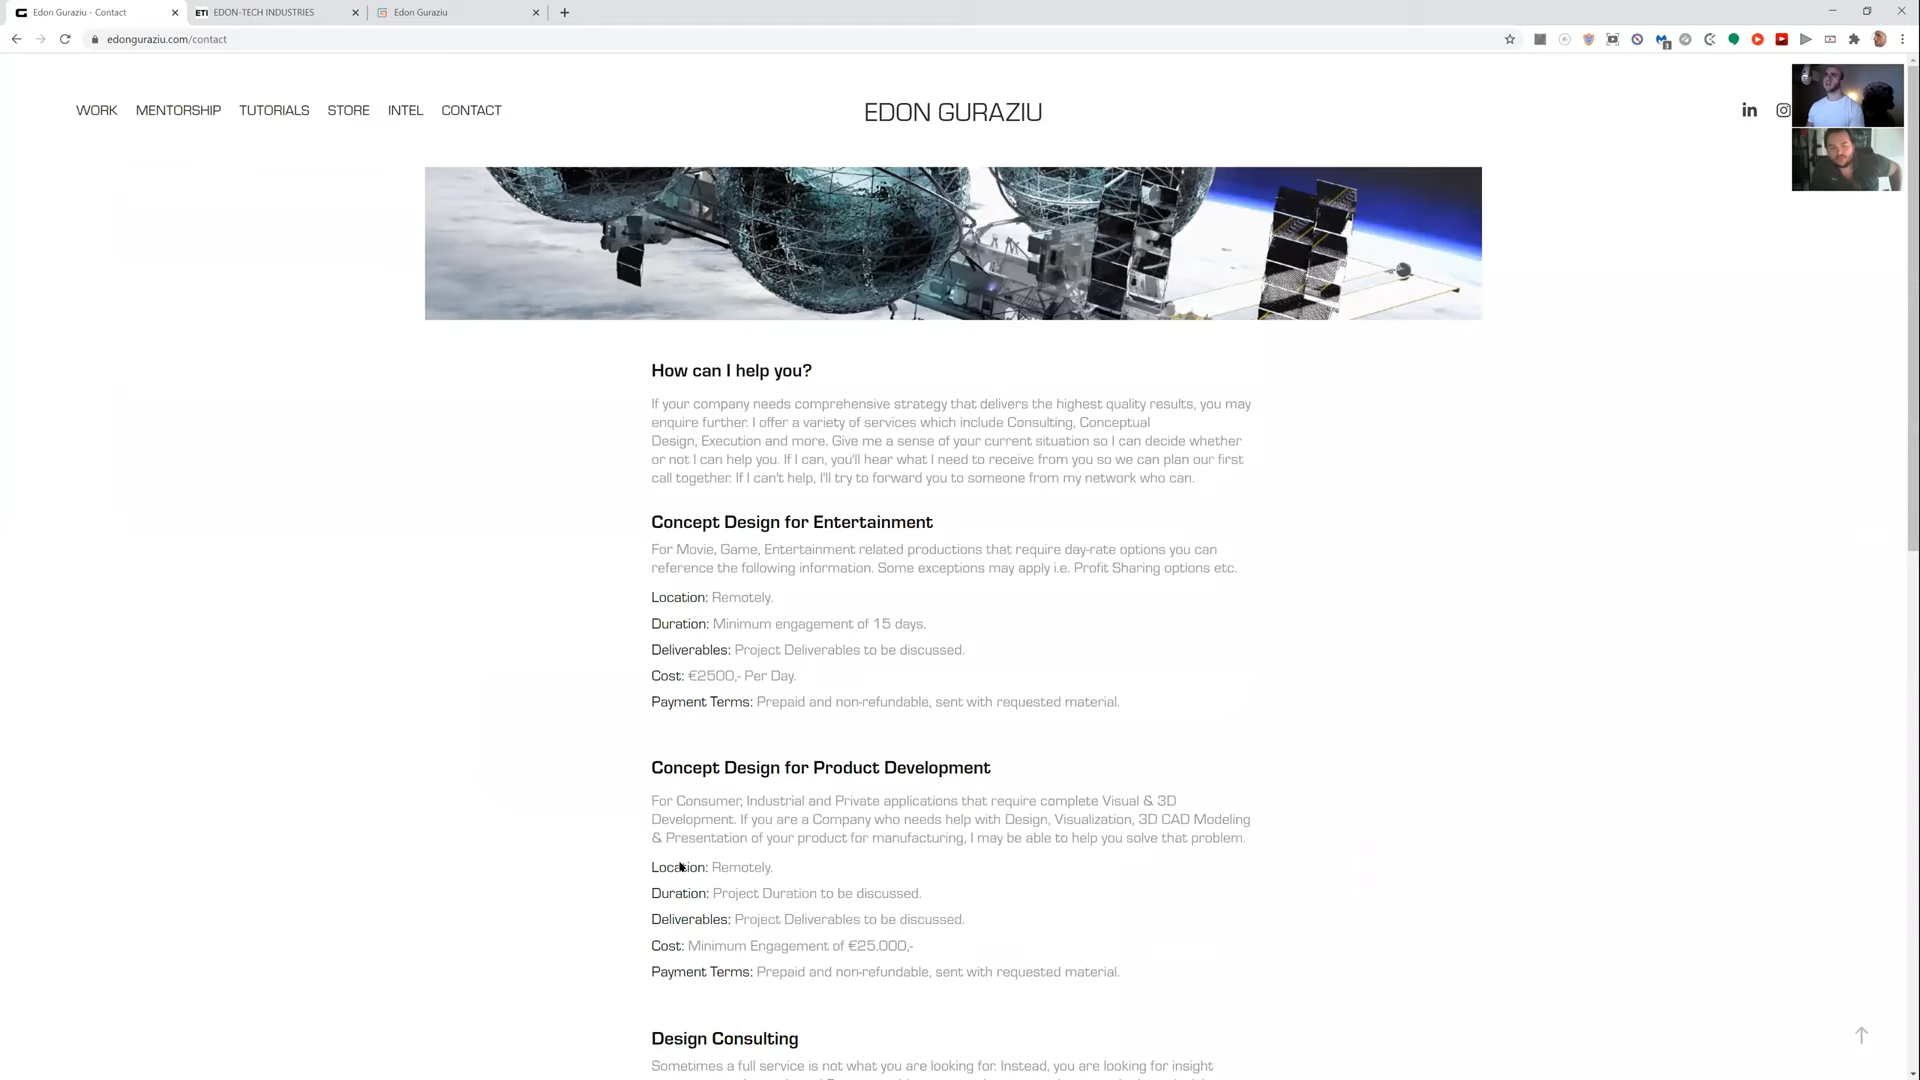 Edon Guraziu - Contact
EDON-TECH INDUSTRIES
Edon Guraziu
edonguraziu.com/contact
WORK MENTORSHIP TUTORIALS STORE INTEL CONTACT
EDON GURAZIU
How can I help you?
If your company needs comprehensive strategy that delivers the highest quality results, you may
enquire further. I offer a variety of services which include Consulting, Conceptual
Design, Execution and more. Give me a sense of your current situation so I can decide whether
or not I can help you. If I can, you'll hear what I need to receive from you so we can plan our first
call together. If I can't help, I'll try to forward you to someone from my network who can.
Concept Design for Entertainment
For Movie, Game, Entertainment related productions that require day-rate options you can
reference the following information. Some exceptions may apply i.e. Profit Sharing options etc.
Location: Remotely.
Duration: Minimum engagement of 15 days.
Deliverables: Project Deliverables to be discussed.
Cost: €2500,- Per Day.
Payment Terms: Prepaid and non-refundable, sent with requested material.
Concept Design for Product Development
For Consumer, Industrial and Private applications that require complete Visual & 3D
Development. If you are a Company who needs help with Design, Visualization, 3D CAD Modeling
& Presentation of your product for manufacturing, I may be able to help you solve that problem.
Location: Remotely.
Duration: Project Duration to be discussed.
Deliverables: Project Deliverables to be discussed.
Cost: Minimum Engagement of €25.000,-
Payment Terms: Prepaid and non-refundable, sent with requested material.
Design Consulting
Sometimes a full service is not what you are looking for. Instead, you are looking for insight